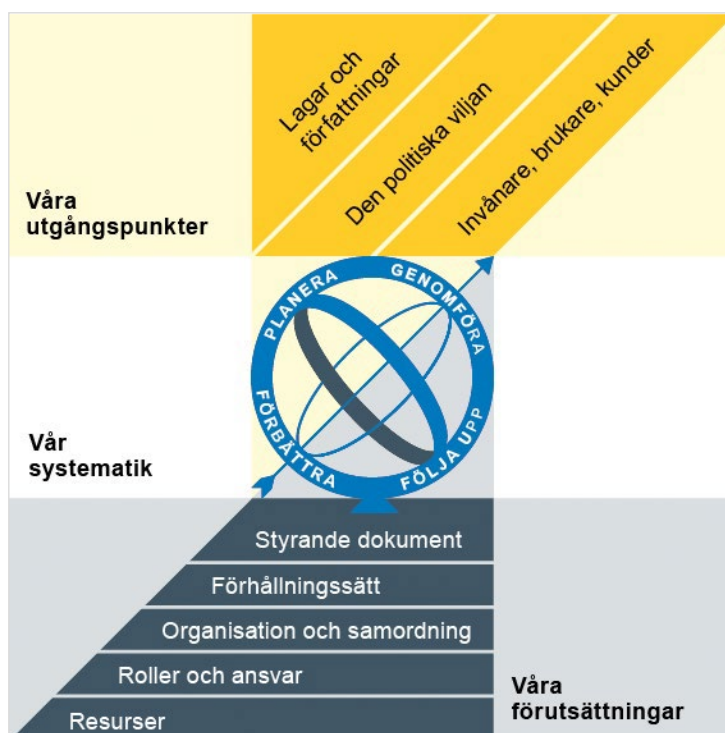 Lagar och
författningar
Den politiska viljan
Invånare, brukare, kunder
Våra
utgångspunkter
PLANERA
GENOMFÖRA
FÖRBÄTTRA
FÖLJA UPP
Vår
systematik
Styrande dokument
Förhållningssätt
Organisation och samordning
Roller och ansvar
Resurser
Våra
förutsättningar